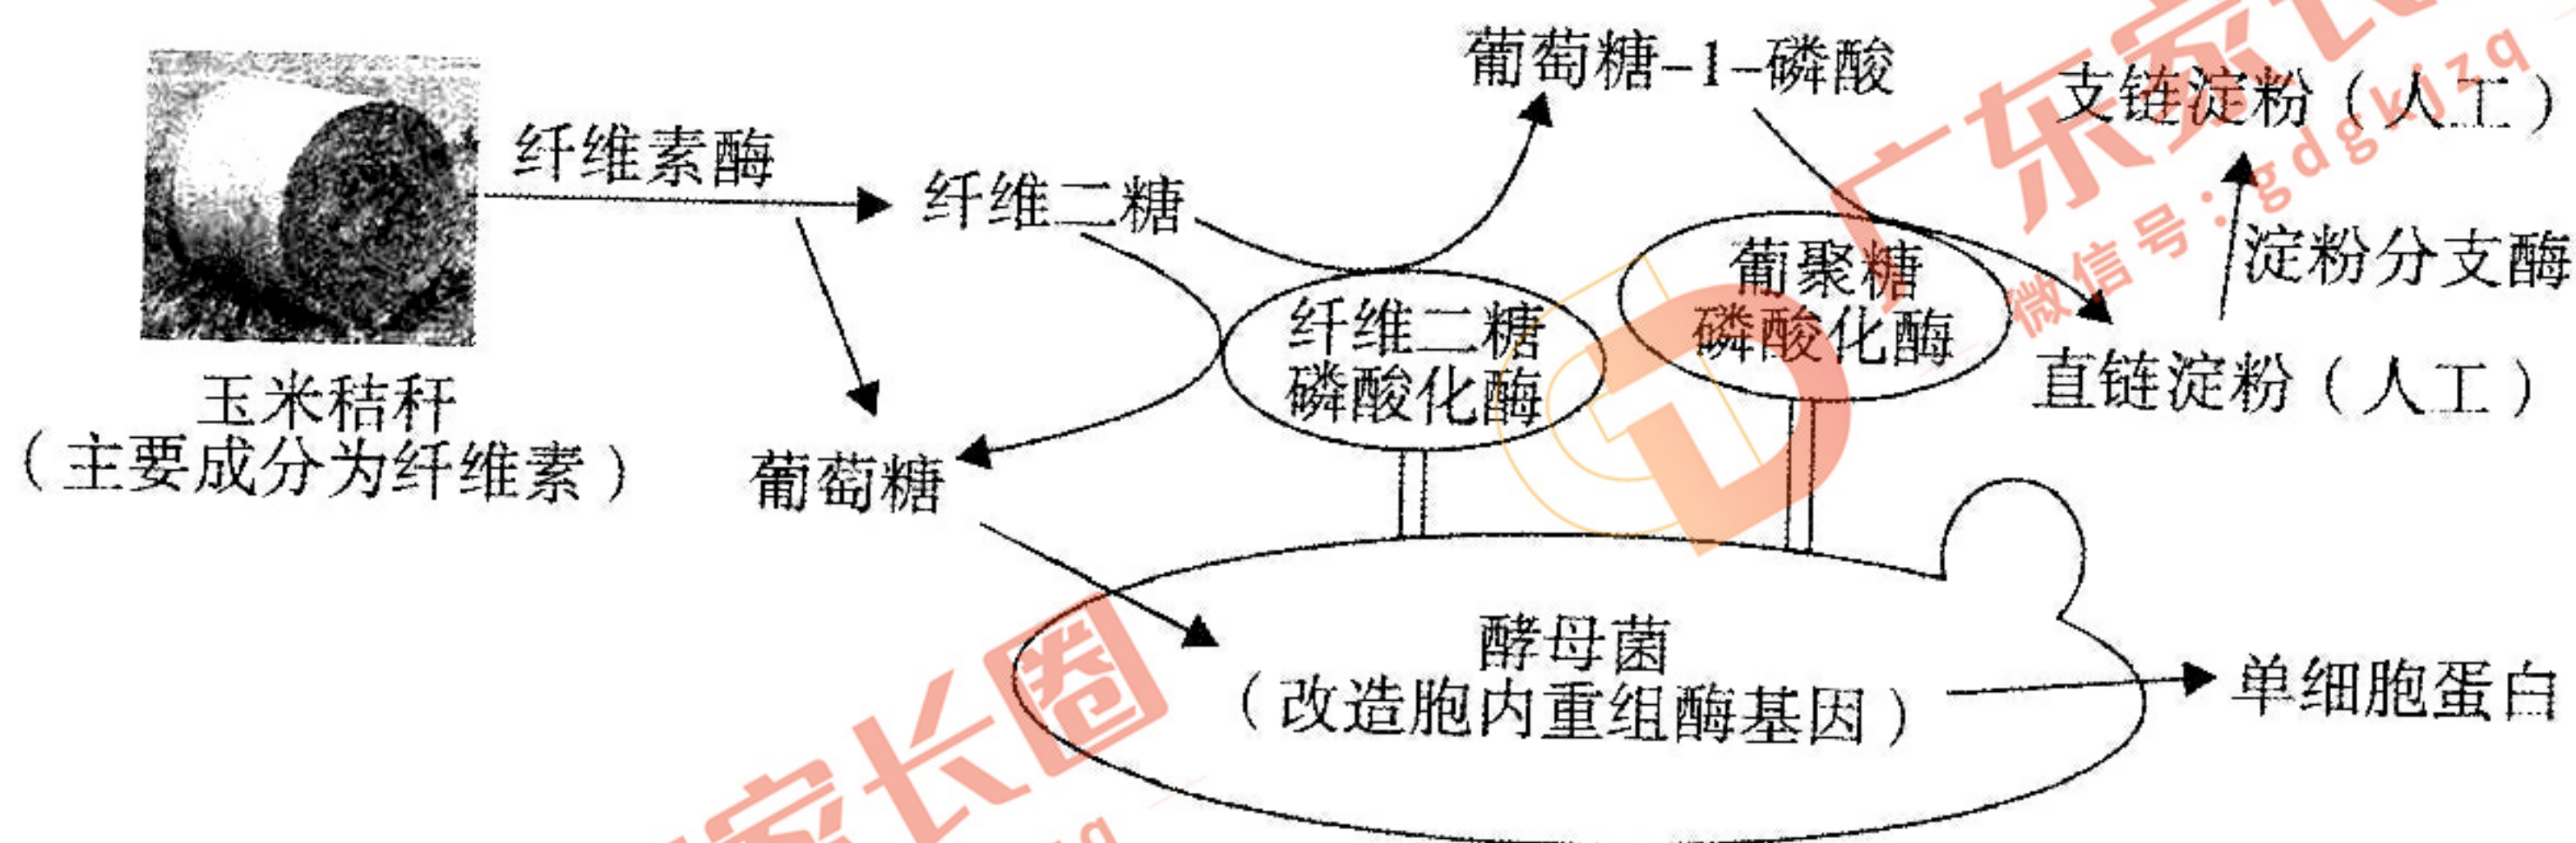 葡萄糖-1-磷酸
支链淀粉（人工）
纤维素酶
纤维二糖
淀粉分支酶
葡聚糖
磷酸化酶
纤维二糖
磷酸化酶
直链淀粉（人工）
玉米秸秆
（主要成分为纤维素）
葡萄糖
酵母菌
（改造胞内重组酶基因）
单细胞蛋白
广东家长
微信号：gdgkjzq
家长圈